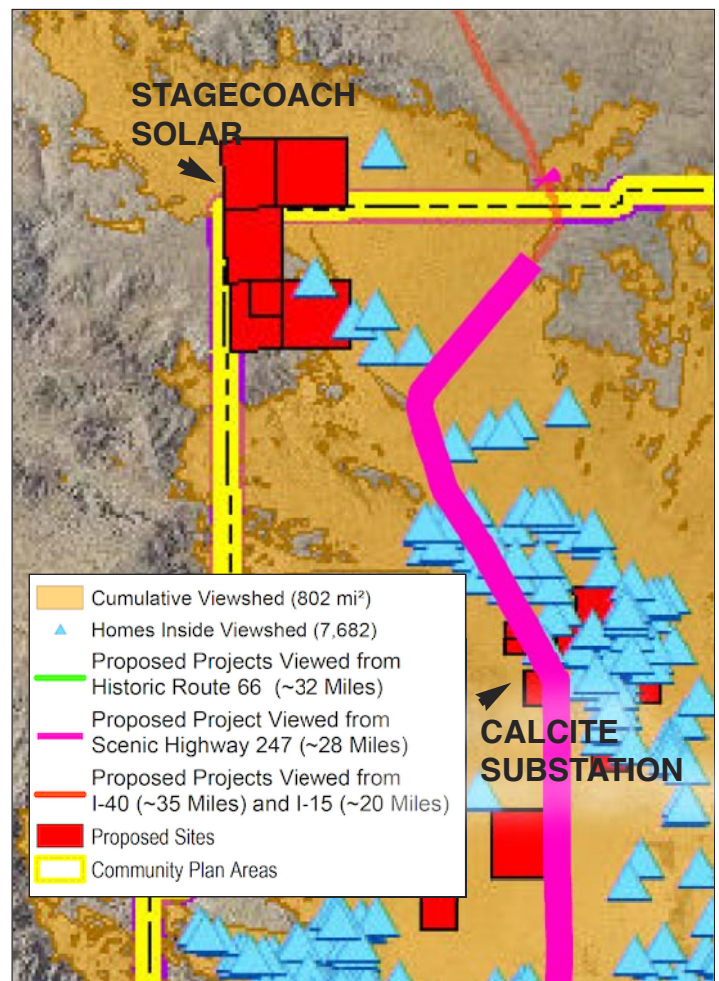 STAGECOACH
SOLAR
Cumulative Viewshed (802 mi²)
Homes Inside Viewshed (7,682)
Proposed Projects Viewed from
Historic Route 66 (~32 Miles)
Proposed Project Viewed from
Scenic Highway 247 (~28 Miles)
Proposed Projects Viewed from
I-40 (~35 Miles) and I-15 (~20 Miles)
Proposed Sites
Community Plan Areas
CALCITE
SUBSTATION